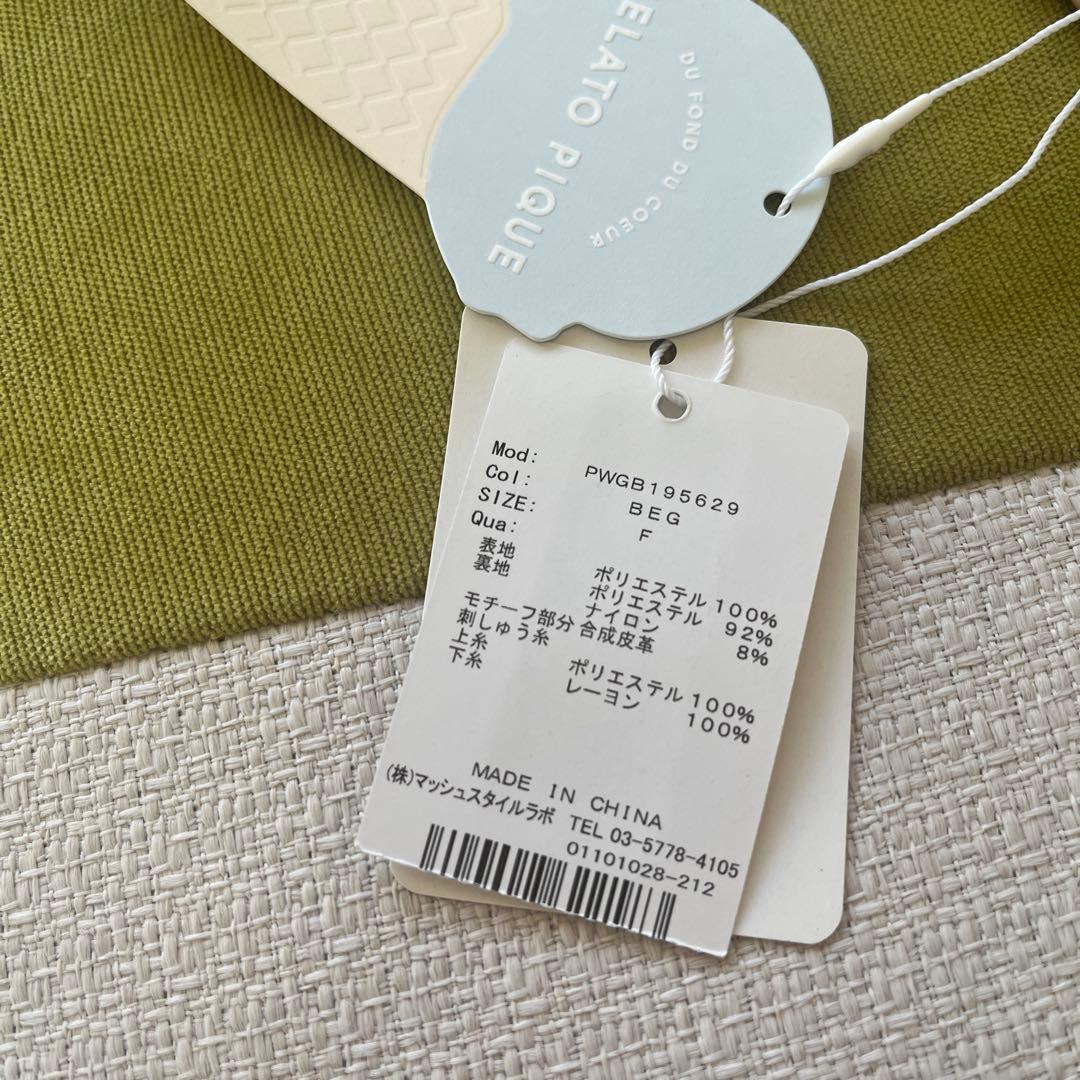 ELATO PIQUE
DU FOND DU COEUR
Mod: PWGB195629
Col: BEG
SIZE: F
Qua:
表地 ポリエステル 100%
裏地 ポリエステル 92%
ナイロン 8%
モチーフ部分 合成皮革
刺しゅう糸
上糸 ポリエステル 100%
下糸 レーヨン 100%
MADE IN CHINA
(株)マッシュスタイルラボ TEL 03-5778-4105
01101028-212